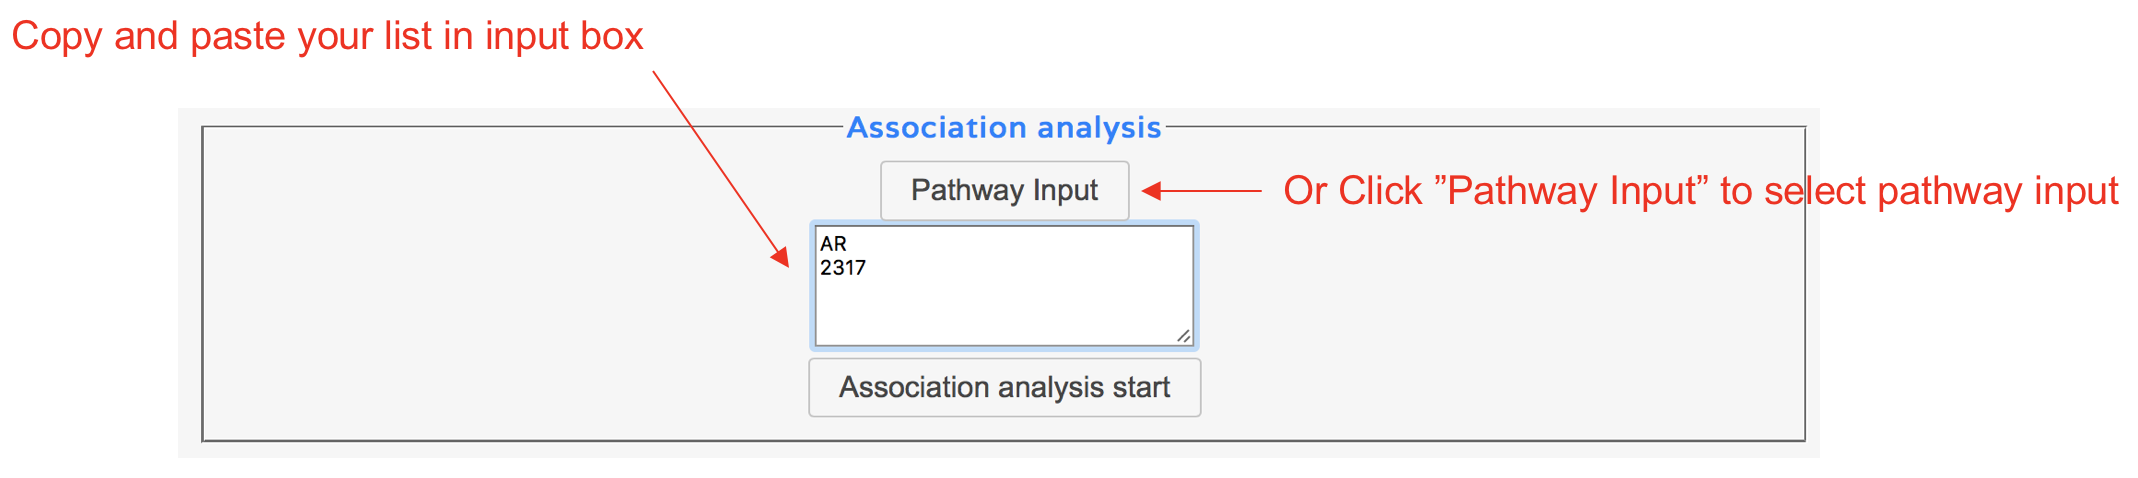 Copy and paste your list in input box
Association analysis
Pathway Input
Or Click ”Pathway Input” to select pathway input
AR
2317
Association analysis start